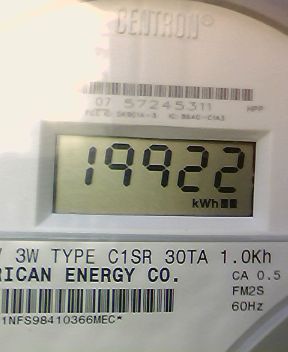 CENTRON®
07 57245311 HPP
19922
kWh
3W TYPE C1SR 30TA 1.0Kh
RICAN ENERGY CO. CA 0.5
FM2S
60Hz
1NFS98410366MEC*